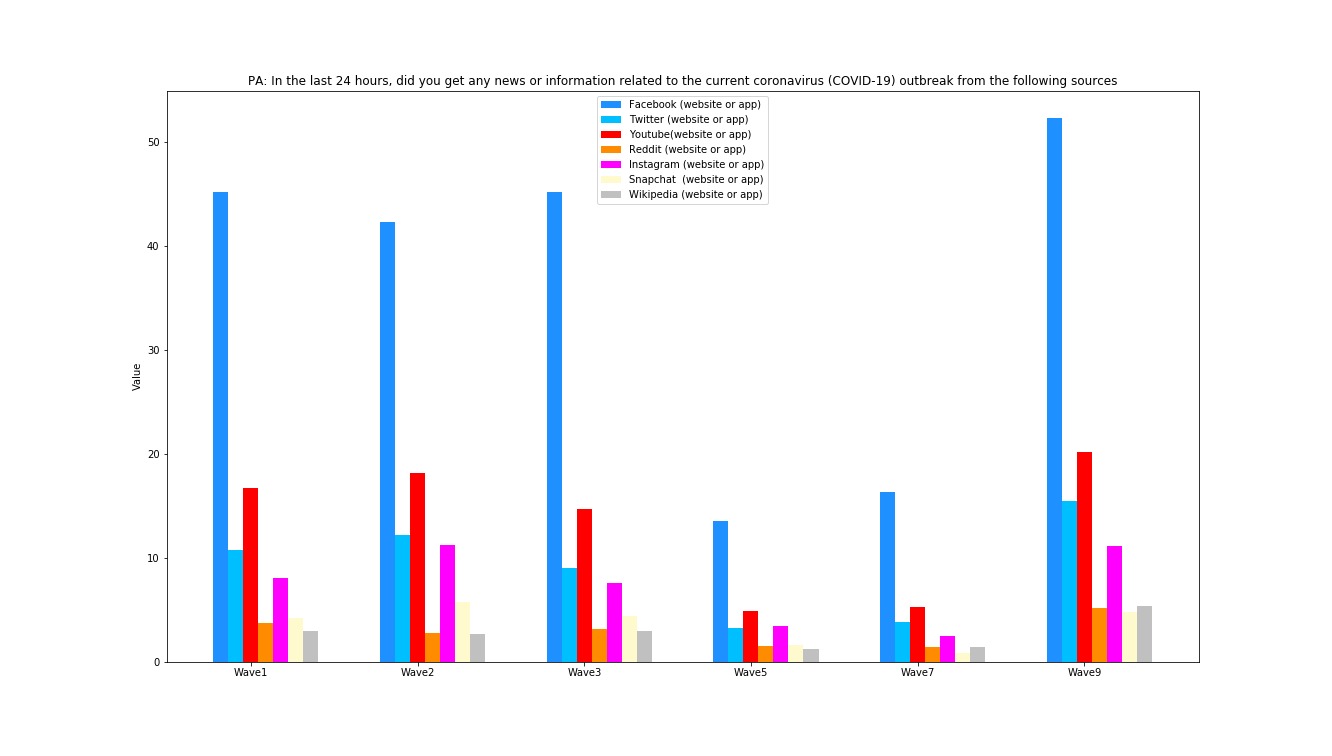 PA: In the last 24 hours, did you get any news or information related to the current coronavirus (COVID-19) outbreak from the following sources
Facebook (website or app)
Twitter (website or app)
Youtube(website or app)
Reddit (website or app)
Instagram (website or app)
Snapchat  (website or app)
Wikipedia (website or app)
50
40
30
20
10
0
Value
Wave1 Wave2 Wave3 Wave5 Wave7 Wave9